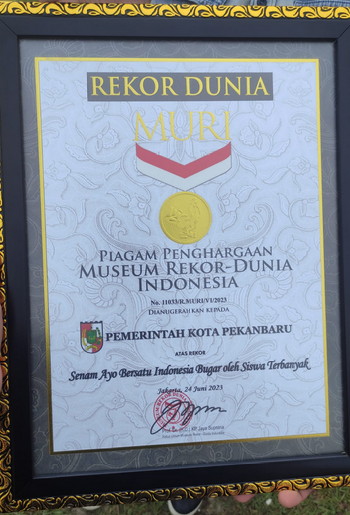 REKOR DUNIA
MURI
PIAGAM PENGHARGAAN
MUSEUM REKOR-DUNIA
INDONESIA
No. 11033/R.MURI/VI/2023
DIANUGERAHKAN KEPADA
PEMERINTAH KOTA PEKANBARU
ATAS REKOR
Senam Ayo Bersatu Indonesia Bugar oleh Siswa Terbanyak
Jakarta, 24 Juni 2023